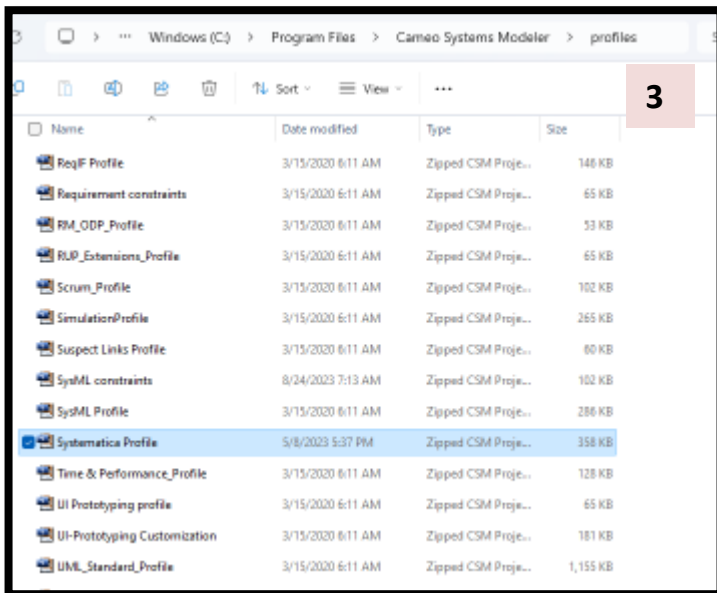 Windows (C:) > Program Files > Cameo Systems Modeler > profiles
Sort View ...
3
Name Date modified Type Size
ReqIF Profile 3/15/2020 6:11 AM Zipped CSM Proje... 146 KB
Requirement constraints 3/15/2020 6:11 AM Zipped CSM Proje... 65 KB
RM_ODP_Profile 3/15/2020 6:11 AM Zipped CSM Proje... 53 KB
RUP_Extensions_Profile 3/15/2020 6:11 AM Zipped CSM Proje... 65 KB
Scrum_Profile 3/15/2020 6:11 AM Zipped CSM Proje... 102 KB
SimulationProfile 3/15/2020 6:11 AM Zipped CSM Proje... 265 KB
Suspect Links Profile 3/15/2020 6:11 AM Zipped CSM Proje... 60 KB
SysML constraints 8/24/2023 7:13 AM Zipped CSM Proje... 102 KB
SysML Profile 3/15/2020 6:11 AM Zipped CSM Proje... 286 KB
Systematica Profile 5/8/2023 5:37 PM Zipped CSM Proje... 358 KB
Time & Performance_Profile 3/15/2020 6:11 AM Zipped CSM Proje... 128 KB
UI Prototyping profile 3/15/2020 6:11 AM Zipped CSM Proje... 65 KB
UI-Prototyping Customization 3/15/2020 6:11 AM Zipped CSM Proje... 181 KB
UML_Standard_Profile 3/15/2020 6:11 AM Zipped CSM Proje... 1,155 KB